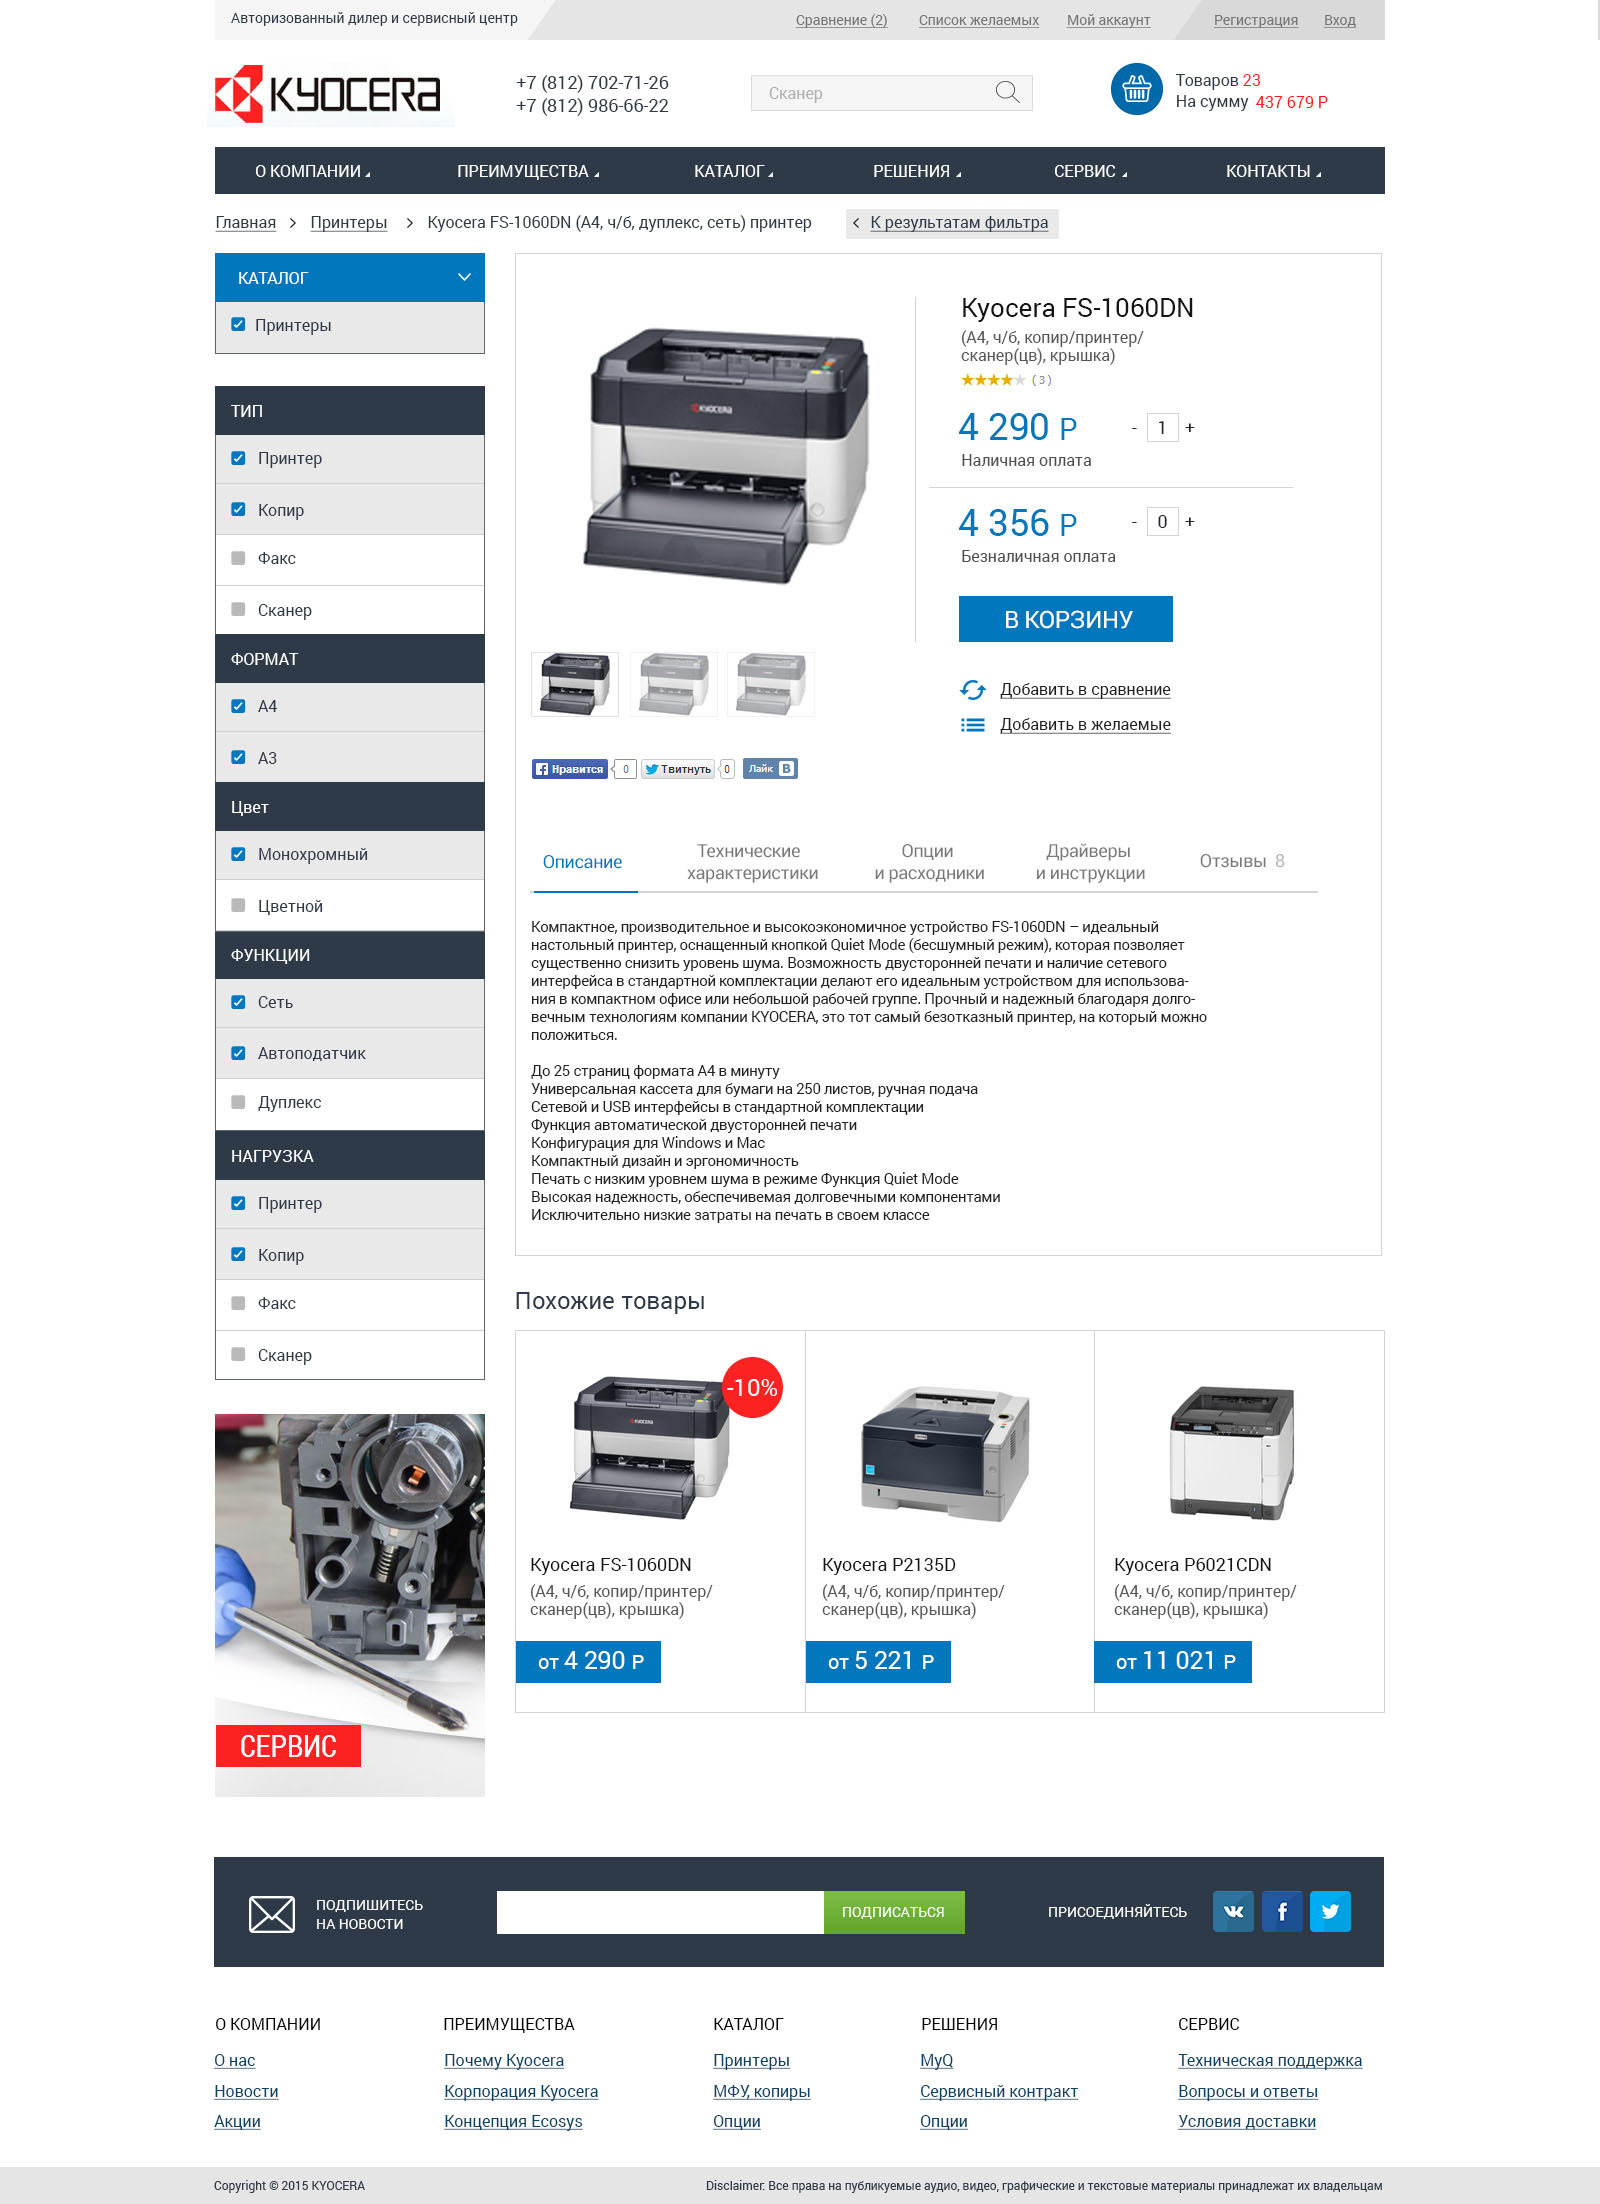 Авторизованный дилер и сервисный центр
Сравнение (2) Список желаемых Мой аккаунт Регистрация Вход
KYOCERA
+7 (812) 702-71-26
+7 (812) 986-66-22
Сканер
Товаров 23
На сумму 437 679 Р
О КОМПАНИИ ПРЕИМУЩЕСТВА КАТАЛОГ РЕШЕНИЯ СЕРВИС КОНТАКТЫ
Главная > Принтеры > Kyocera FS-1060DN (А4, ч/б, дуплекс, сеть) принтер < К результатам фильтра
КАТАЛОГ
Принтеры
ТИП
Принтер
Копир
Факс
Сканер
ФОРМАТ
А4
А3
Цвет
Монохромный
Цветной
ФУНКЦИИ
Сеть
Автоподатчик
Дуплекс
НАГРУЗКА
Принтер
Копир
Факс
Сканер
СЕРВИС
KYOCERA
Kyocera FS-1060DN
(А4, ч/б, копир/принтер/
сканер(цв), крышка)
( 3 )
4 290 Р
- 1 +
Наличная оплата
4 356 Р
- 0 +
Безналичная оплата
В КОРЗИНУ
Добавить в сравнение
Добавить в желаемые
Нравится 0 Твитнуть 0 Лайк В
Описание
Технические
характеристики
Опции
и расходники
Драйверы
и инструкции
Отзывы 8
Компактное, производительное и высокоэкономичное устройство FS-1060DN – идеальный
настольный принтер, оснащенный кнопкой Quiet Mode (бесшумный режим), которая позволяет
существенно снизить уровень шума. Возможность двусторонней печати и наличие сетевого
интерфейса в стандартной комплектации делают его идеальным устройством для использова-
ния в компактном офисе или небольшой рабочей группе. Прочный и надежный благодаря долго-
вечным технологиям компании KYOCERA, это тот самый безотказный принтер, на который можно
положиться.
До 25 страниц формата А4 в минуту
Универсальная кассета для бумаги на 250 листов, ручная подача
Сетевой и USB интерфейсы в стандартной комплектации
Функция автоматической двусторонней печати
Конфигурация для Windows и Mac
Компактный дизайн и эргономичность
Печать с низким уровнем шума в режиме Функция Quiet Mode
Высокая надежность, обеспечивемая долговечными компонентами
Исключительно низкие затраты на печать в своем классе
Похожие товары
-10%
KYOCERA
Kyocera FS-1060DN
(А4, ч/б, копир/принтер/
сканер(цв), крышка)
от 4 290 Р
Kyocera P2135D
(А4, ч/б, копир/принтер/
сканер(цв), крышка)
от 5 221 Р
Kyocera P6021CDN
(А4, ч/б, копир/принтер/
сканер(цв), крышка)
от 11 021 Р
ПОДПИШИТЕСЬ
НА НОВОСТИ
ПОДПИСАТЬСЯ
ПРИСОЕДИНЯЙТЕСЬ
О КОМПАНИИ
О нас
Новости
Акции
ПРЕИМУЩЕСТВА
Почему Kyocera
Корпорация Kyocera
Концепция Ecosys
КАТАЛОГ
Принтеры
МФУ, копиры
Опции
РЕШЕНИЯ
MyQ
Сервисный контракт
Опции
СЕРВИС
Техническая поддержка
Вопросы и ответы
Условия доставки
Copyright © 2015 KYOCERA
Disclaimer: Все права на публикуемые аудио, видео, графические и текстовые материалы принадлежат их владельцам